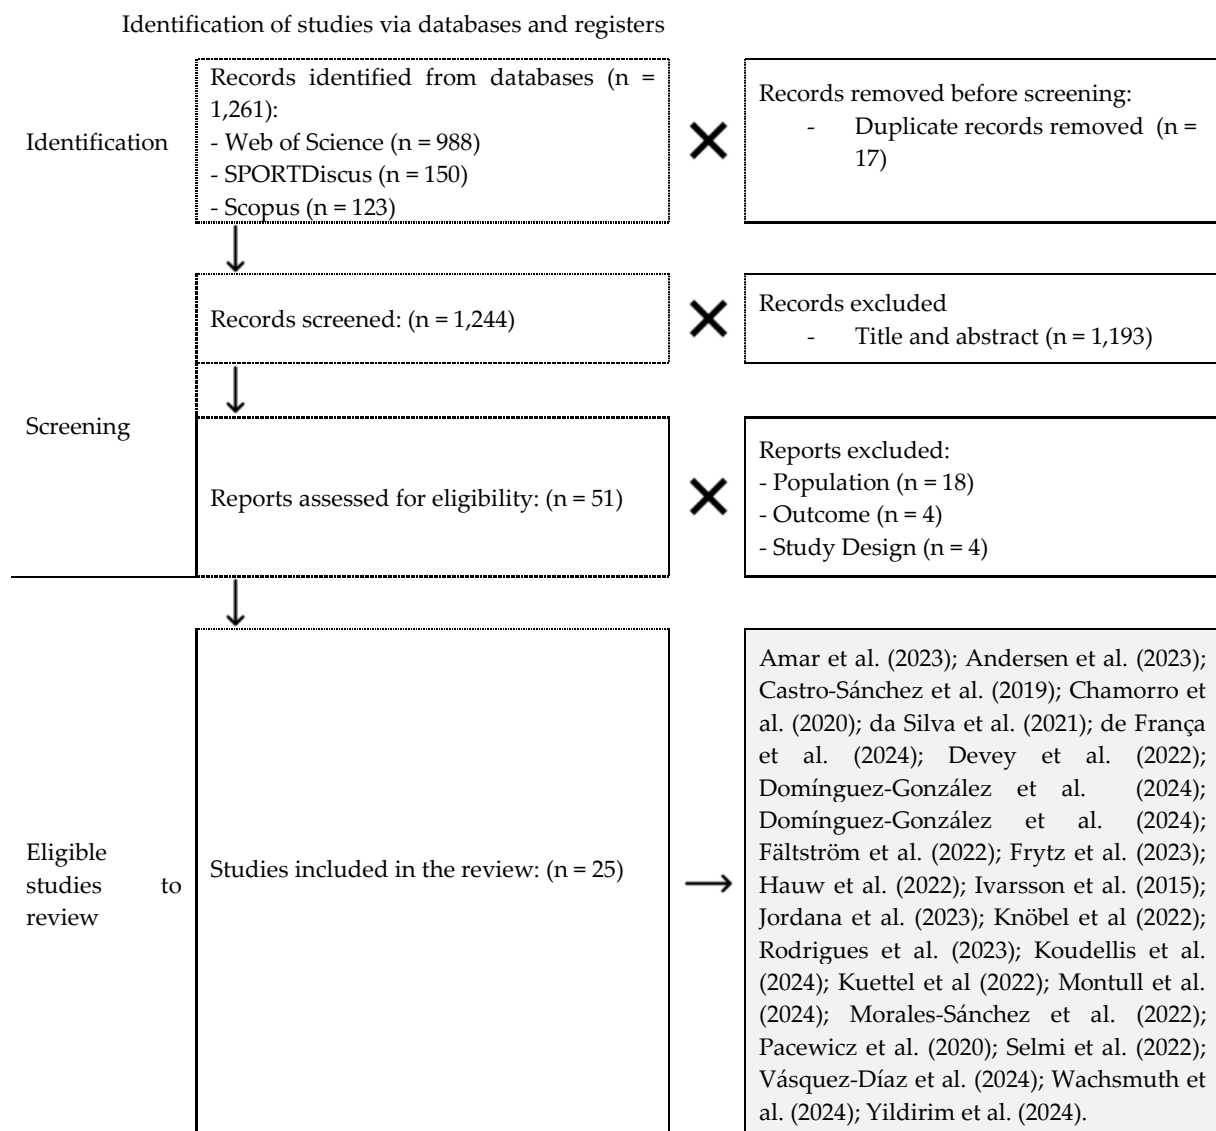 Identification of studies via databases and registers
Identification
Records identified from databases (n =
1,261):
- Web of Science (n = 988)
- SPORTDiscus (n = 150)
- Scopus (n = 123)
Records removed before screening:
- Duplicate records removed (n =
17)
Screening
Records screened: (n = 1,244)
Records excluded
- Title and abstract (n = 1,193)
Reports assessed for eligibility: (n = 51)
Reports excluded:
- Population (n = 18)
- Outcome (n = 4)
- Study Design (n = 4)
Eligible
studies to
review
Studies included in the review: (n = 25)
Amar et al. (2023); Andersen et al. (2023);
Castro-Sánchez et al. (2019); Chamorro et
al. (2020); da Silva et al. (2021); de França
et al. (2024); Devey et al. (2022);
Domínguez-González et al. (2024);
Domínguez-González et al. (2024);
Fältström et al. (2022); Frytz et al. (2023);
Hauw et al. (2022); Ivarsson et al. (2015);
Jordana et al. (2023); Knöbel et al (2022);
Rodrigues et al. (2023); Koudellis et al.
(2024); Kuettel et al (2022); Montull et al.
(2024); Morales-Sánchez et al. (2022);
Pacewicz et al. (2020); Selmi et al. (2022);
Vásquez-Díaz et al. (2024); Wachsmuth et
al. (2024); Yildirim et al. (2024).